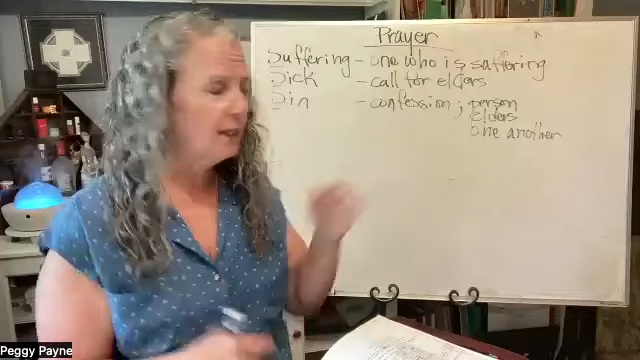 Prayer
Suffering - one who is suffering
Sick - call for elders
Sin - confession; person
elders
one another
Peggy Payne